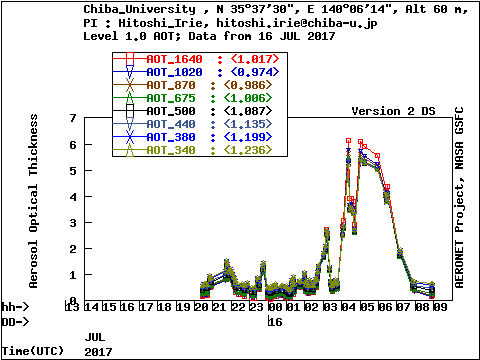 Chiba_University , N 35°37'30", E 140°06'14", Alt 60 m,
PI : Hitoshi_Irie, hitoshi.irie@chiba-u.jp
Level 1.0 AOT; Data from 16 JUL 2017
AOT_1640 : <1.017>
AOT_1020 : <0.974>
AOT_870 : <0.986>
AOT_675 : <1.006>
AOT_500 : <1.087>
AOT_440 : <1.135>
AOT_380 : <1.199>
AOT_340 : <1.236>
Version 2 DS
7
6
5
4
3
2
1
0
Aerosol Optical Thickness
AERONET Project, NASA GSFC
hh-> 13 14 15 16 17 18 19 20 21 22 23 00 01 02 03 04 05 06 07 08 09
DD-> 16
JUL
Time(UTC) 2017